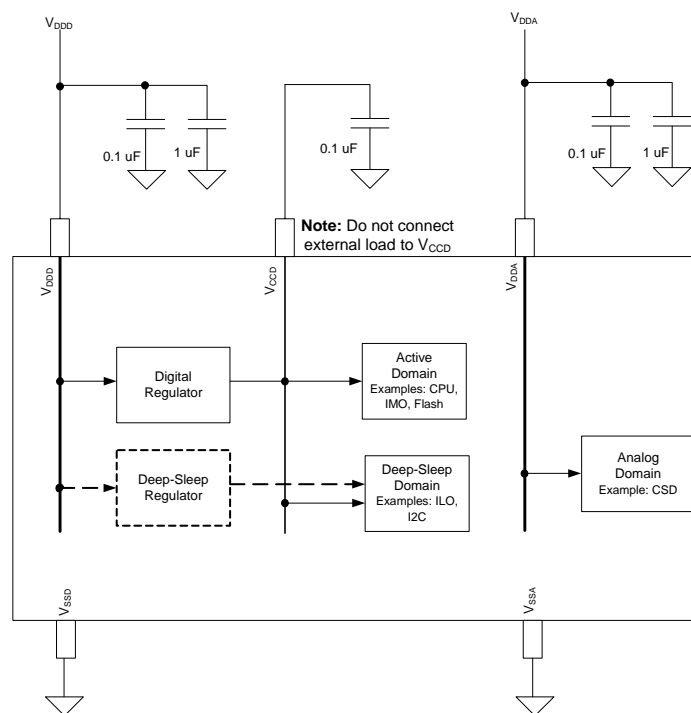 VDDD
VDDA
0.1 uF
1 uF
0.1 uF
0.1 uF
1 uF
Note: Do not connect
external load to VCCD
VDDD
VCCD
VDDA
Digital
Regulator
Active
Domain
Examples: CPU,
IMO, Flash
Deep-Sleep
Regulator
Deep-Sleep
Domain
Examples: ILO,
I2C
Analog
Domain
Example: CSD
VSSD
VSSA